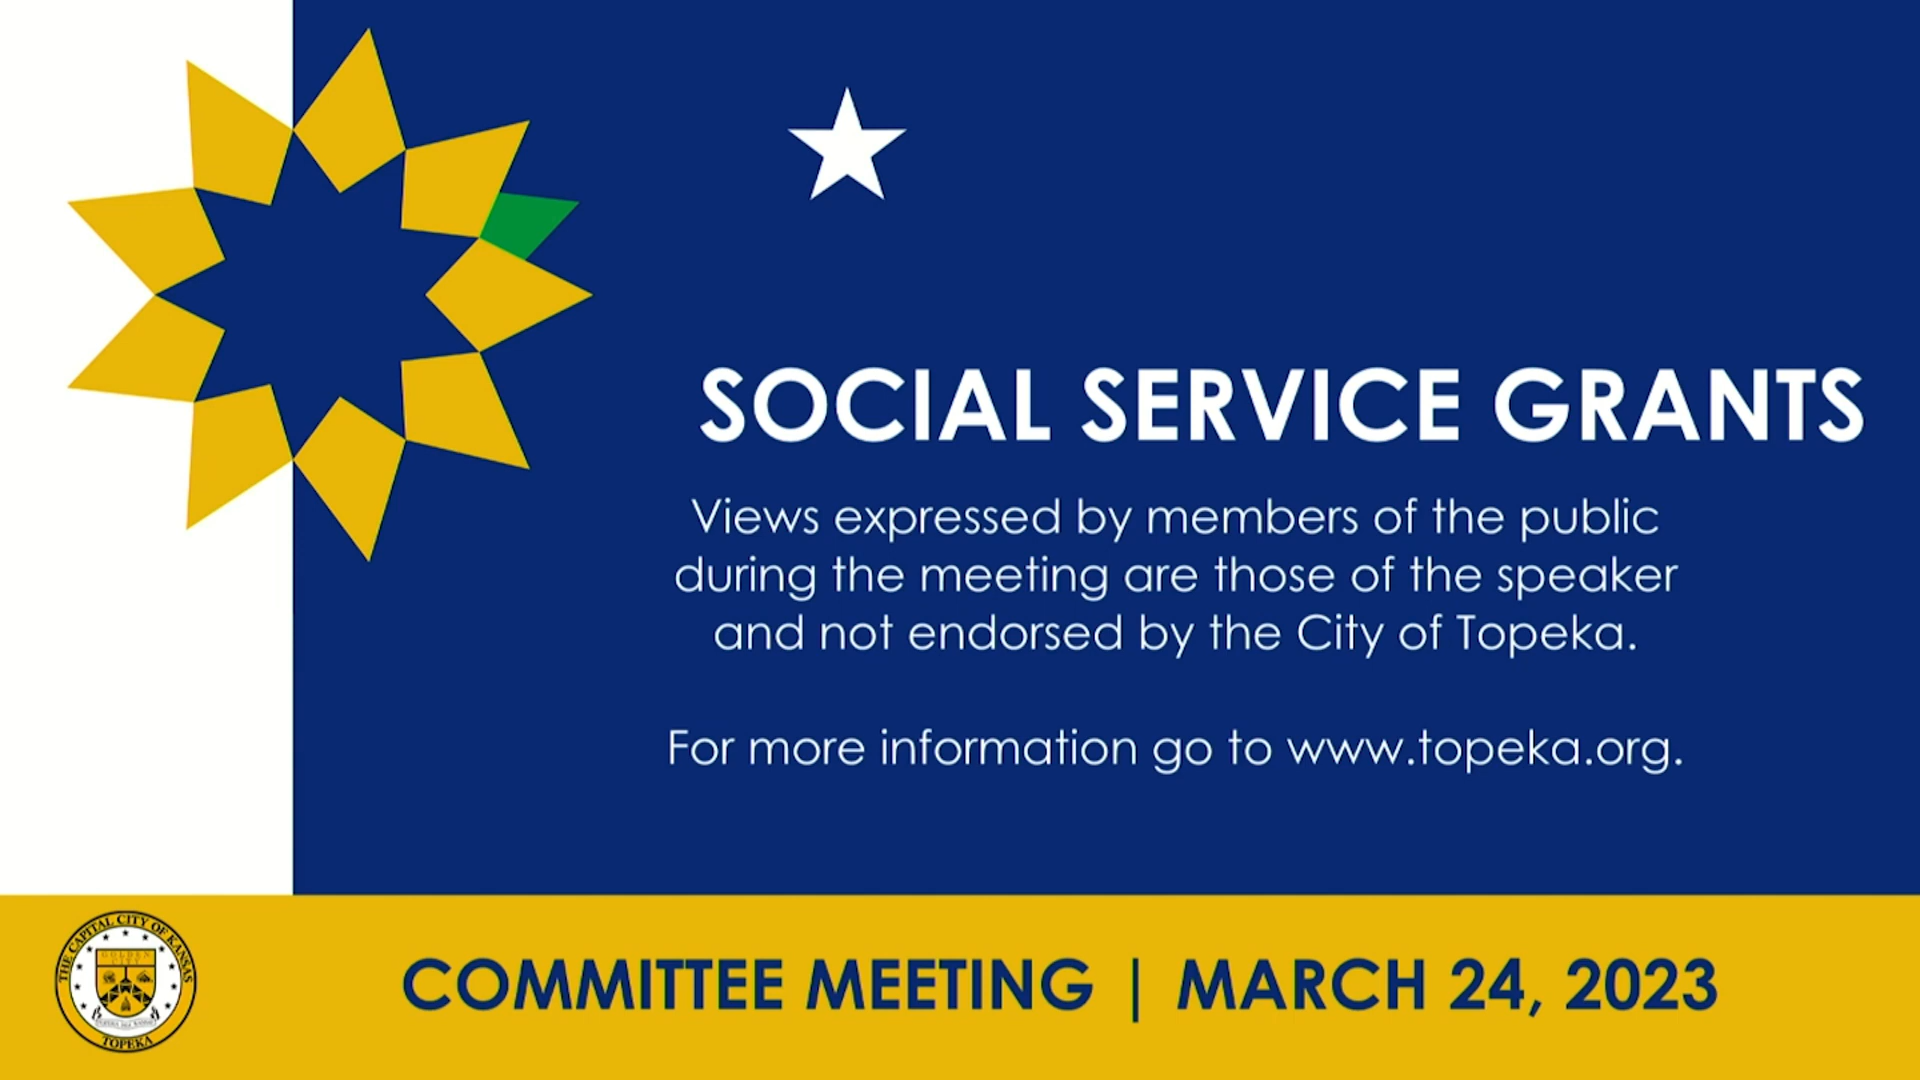 SOCIAL SERVICE GRANTS
Views expressed by members of the public
during the meeting are those of the speaker
and not endorsed by the City of Topeka.
For more information go to www.topeka.org.
THE CAPITAL CITY OF KANSAS
GOLDEN
CITY
TOPEKA
COMMITTEE MEETING | MARCH 24, 2023